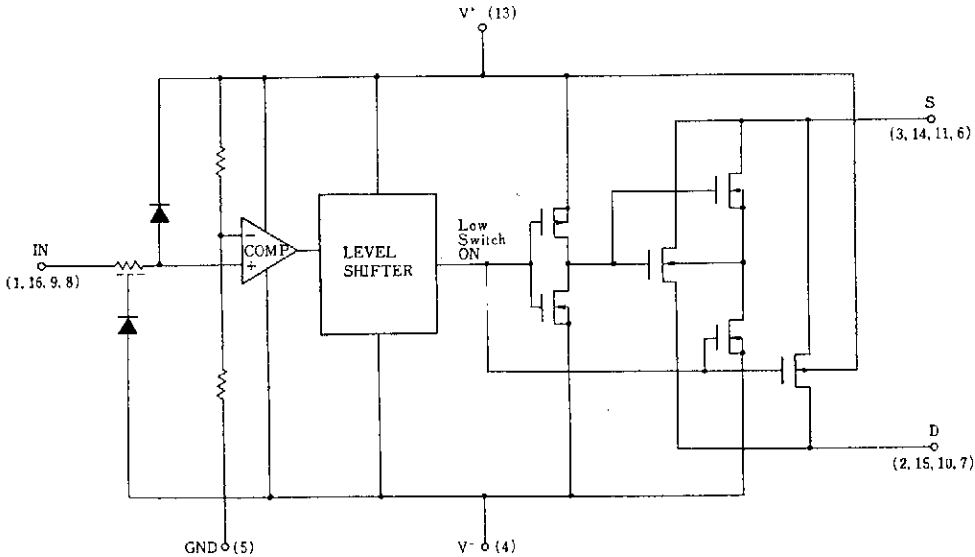 V+ (13)
S
(3, 14, 11, 6)
Low
Switch
ON
−
COMP
+
LEVEL
SHIFTER
IN
(1, 16, 9, 8)
D
(2, 15, 10, 7)
GND (5)
V− (4)